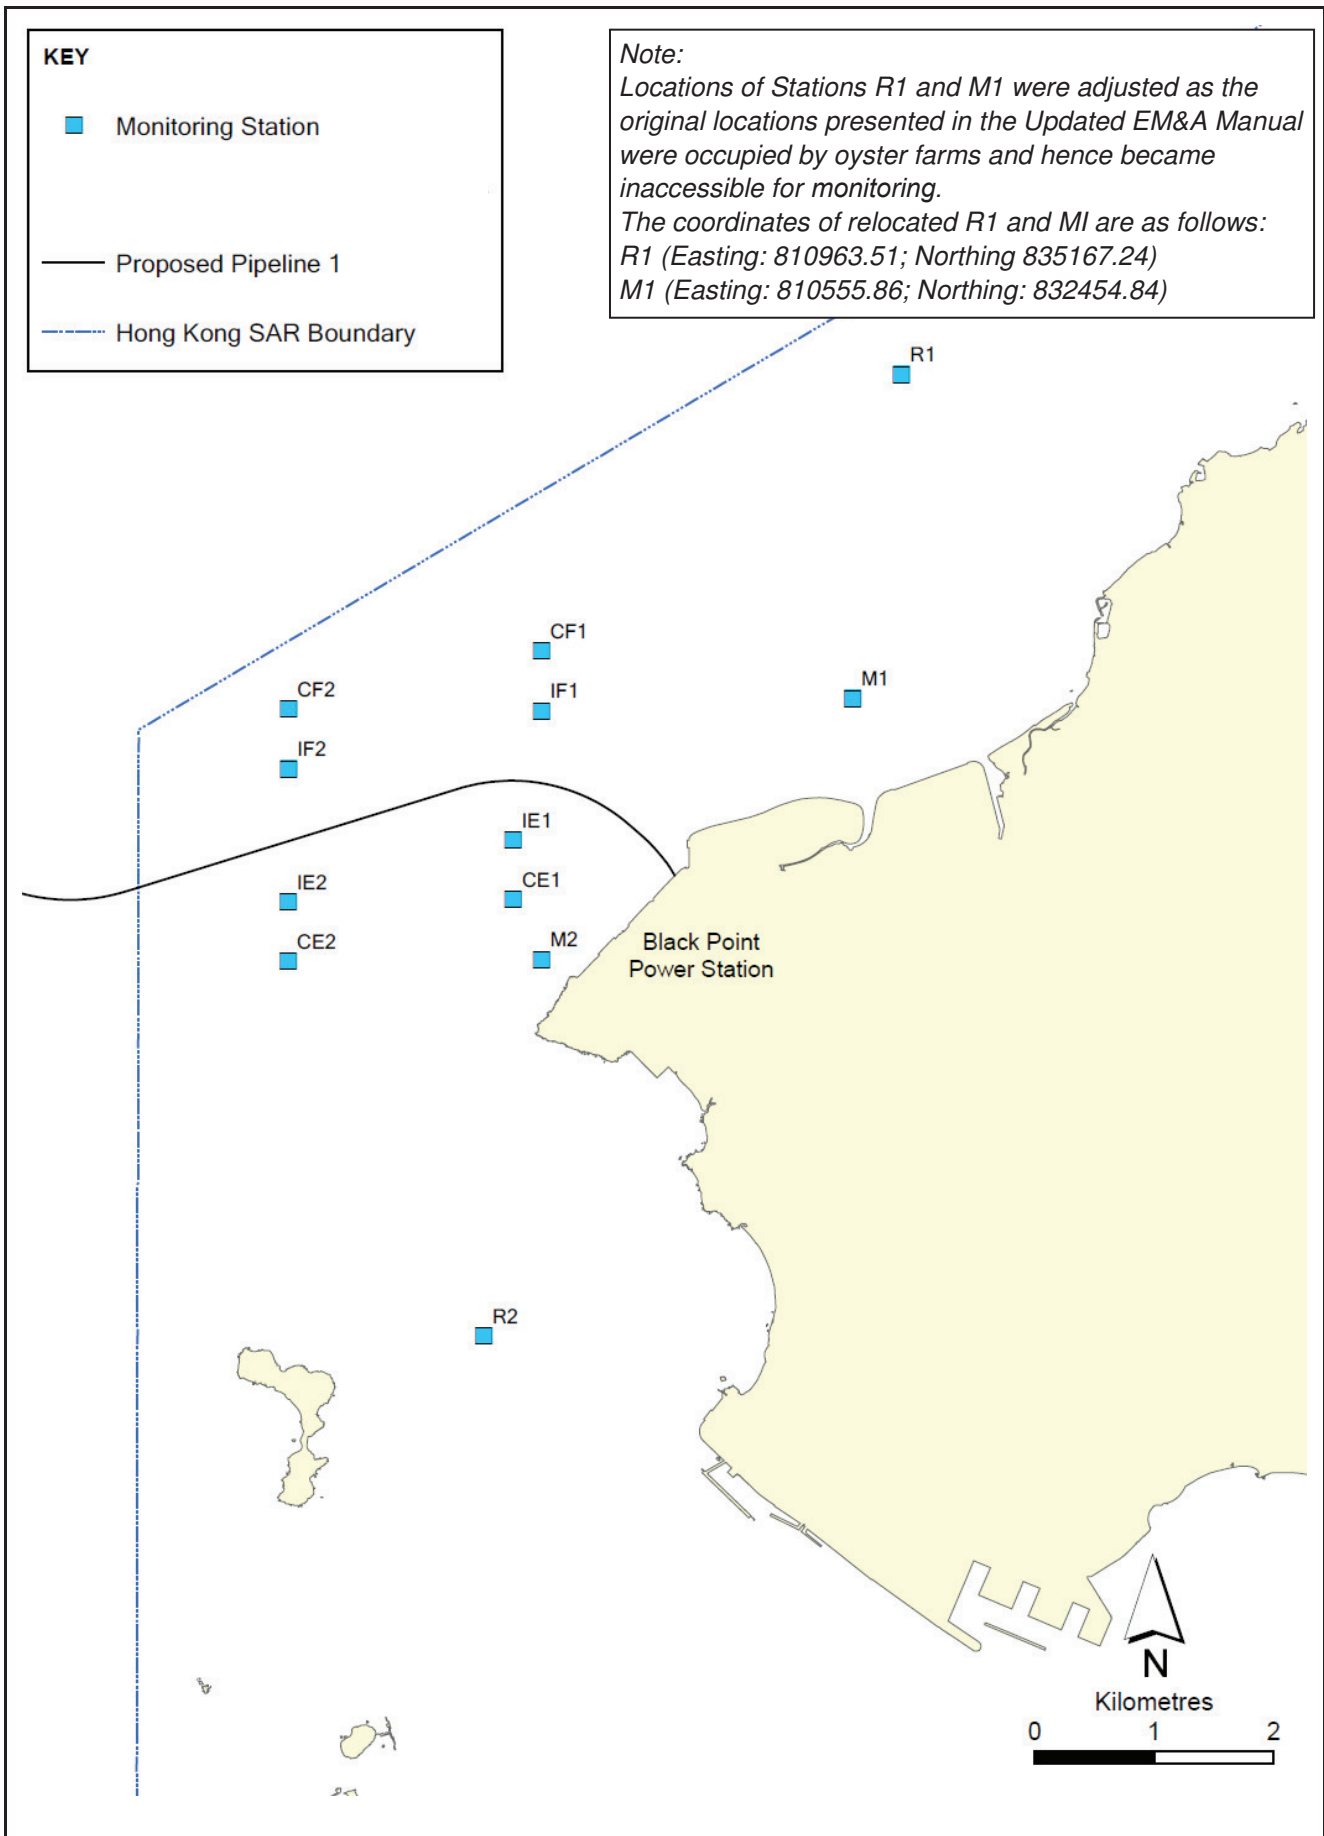 KEY
Monitoring Station
Proposed Pipeline 1
Hong Kong SAR Boundary
Note:
Locations of Stations R1 and M1 were adjusted as the
original locations presented in the Updated EM&A Manual
were occupied by oyster farms and hence became
inaccessible for monitoring.
The coordinates of relocated R1 and MI are as follows:
R1 (Easting: 810963.51; Northing 835167.24)
M1 (Easting: 810555.86; Northing: 832454.84)
R1
CF1
CF2
IF1
M1
IF2
IE1
IE2
CE1
CE2
M2
Black Point
Power Station
R2
N
Kilometres
0 1 2